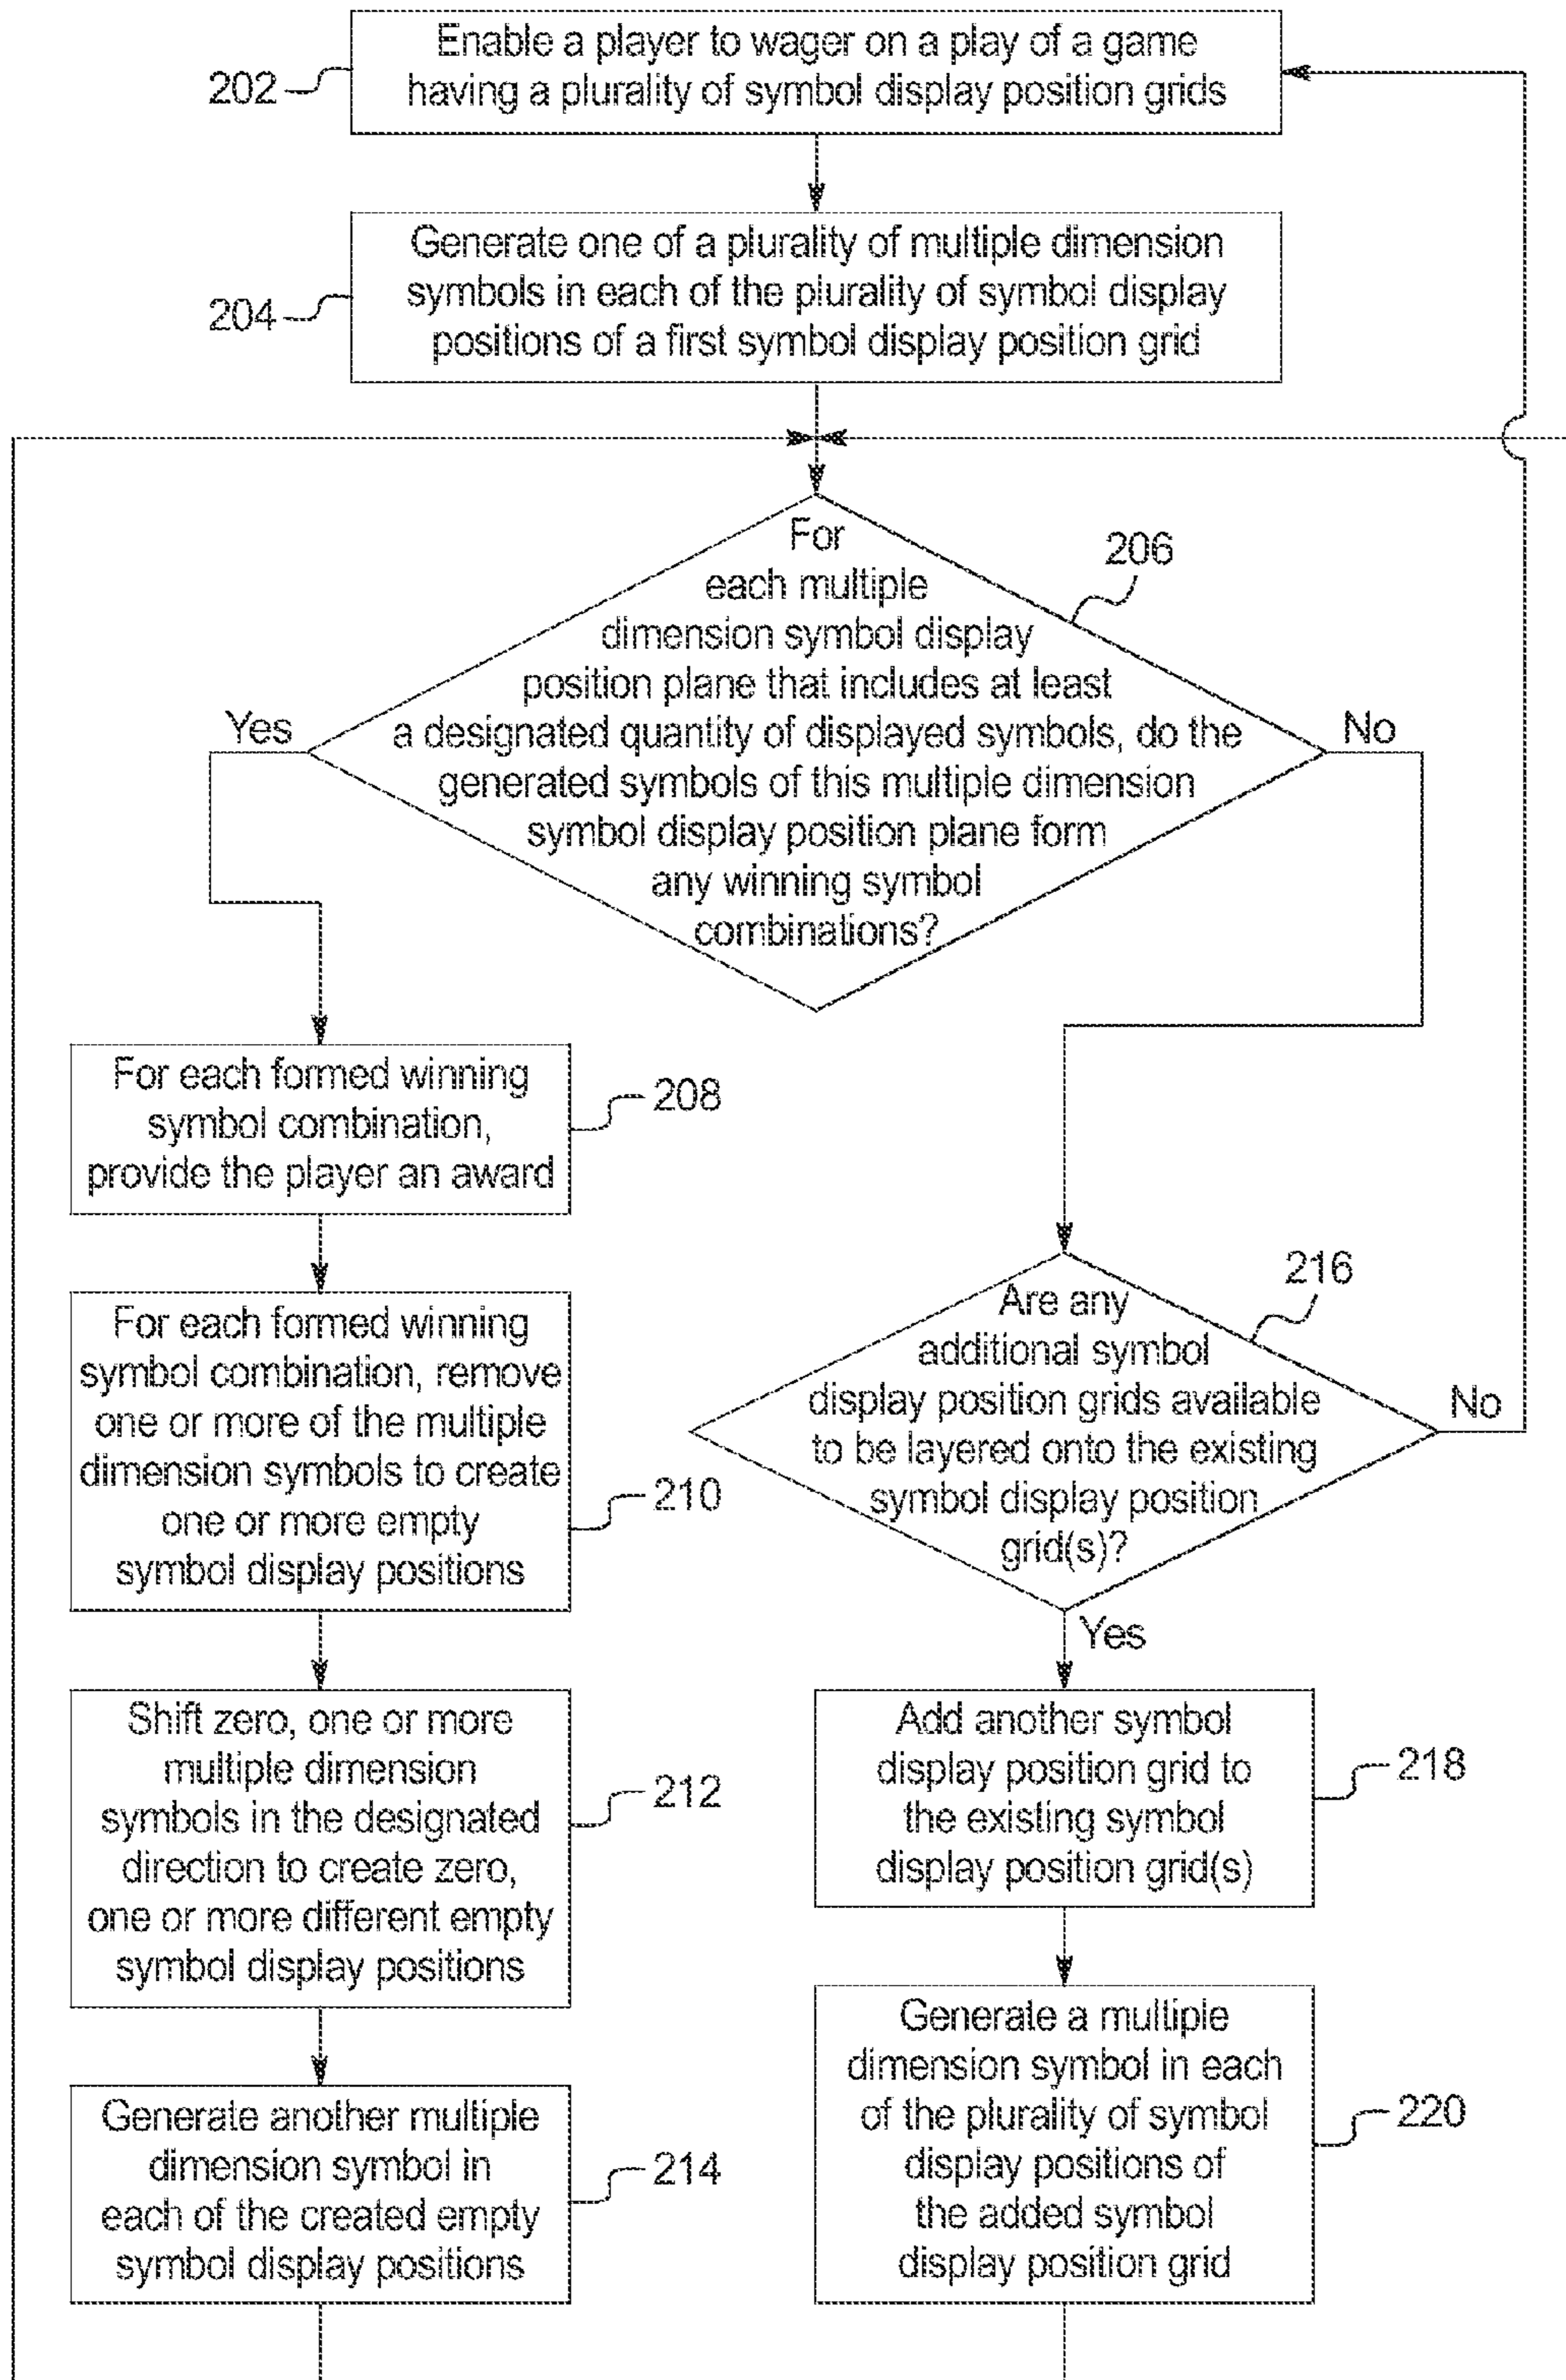 Enable a player to wager on a play of a game
having a plurality of symbol display position grids
202
Generate one of a plurality of multiple dimension
symbols in each of the plurality of symbol display
positions of a first symbol display position grid
204
For
each multiple
dimension symbol display
position plane that includes at least
a designated quantity of displayed symbols, do the
generated symbols of this multiple dimension
symbol display position plane form
any winning symbol
combinations?
206
Yes
No
For each formed winning
symbol combination,
provide the player an award
208
For each formed winning
symbol combination, remove
one or more of the multiple
dimension symbols to create
one or more empty
symbol display positions
210
Shift zero, one or more
multiple dimension
symbols in the designated
direction to create zero,
one or more different empty
symbol display positions
212
Generate another multiple
dimension symbol in
each of the created empty
symbol display positions
214
Are any
additional symbol
display position grids available
to be layered onto the existing
symbol display position
grid(s)?
216
No
Yes
Add another symbol
display position grid to
the existing symbol
display position grid(s)
218
Generate a multiple
dimension symbol in each
of the plurality of symbol
display positions of
the added symbol
display position grid
220